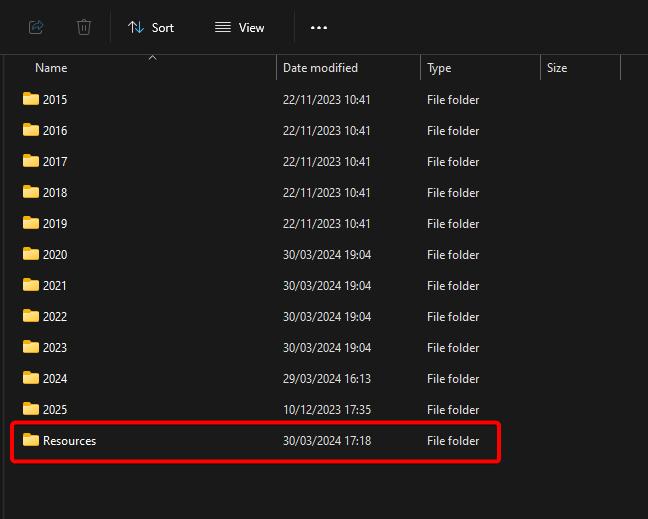 Sort View
Name Date modified Type Size
2015 22/11/2023 10:41 File folder
2016 22/11/2023 10:41 File folder
2017 22/11/2023 10:41 File folder
2018 22/11/2023 10:41 File folder
2019 22/11/2023 10:41 File folder
2020 30/03/2024 19:04 File folder
2021 30/03/2024 19:04 File folder
2022 30/03/2024 19:04 File folder
2023 30/03/2024 19:04 File folder
2024 29/03/2024 16:13 File folder
2025 10/12/2023 17:35 File folder
Resources 30/03/2024 17:18 File folder